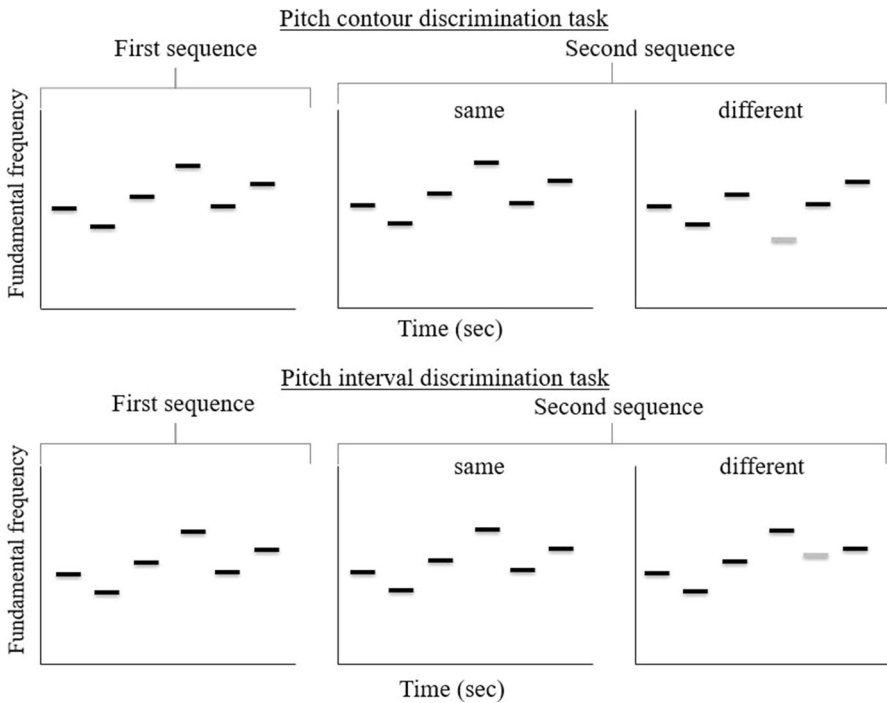 Pitch contour discrimination task
First sequence
Second sequence
same
different
Fundamental frequency
Time (sec)
Pitch interval discrimination task
First sequence
Second sequence
same
different
Fundamental frequency
Time (sec)